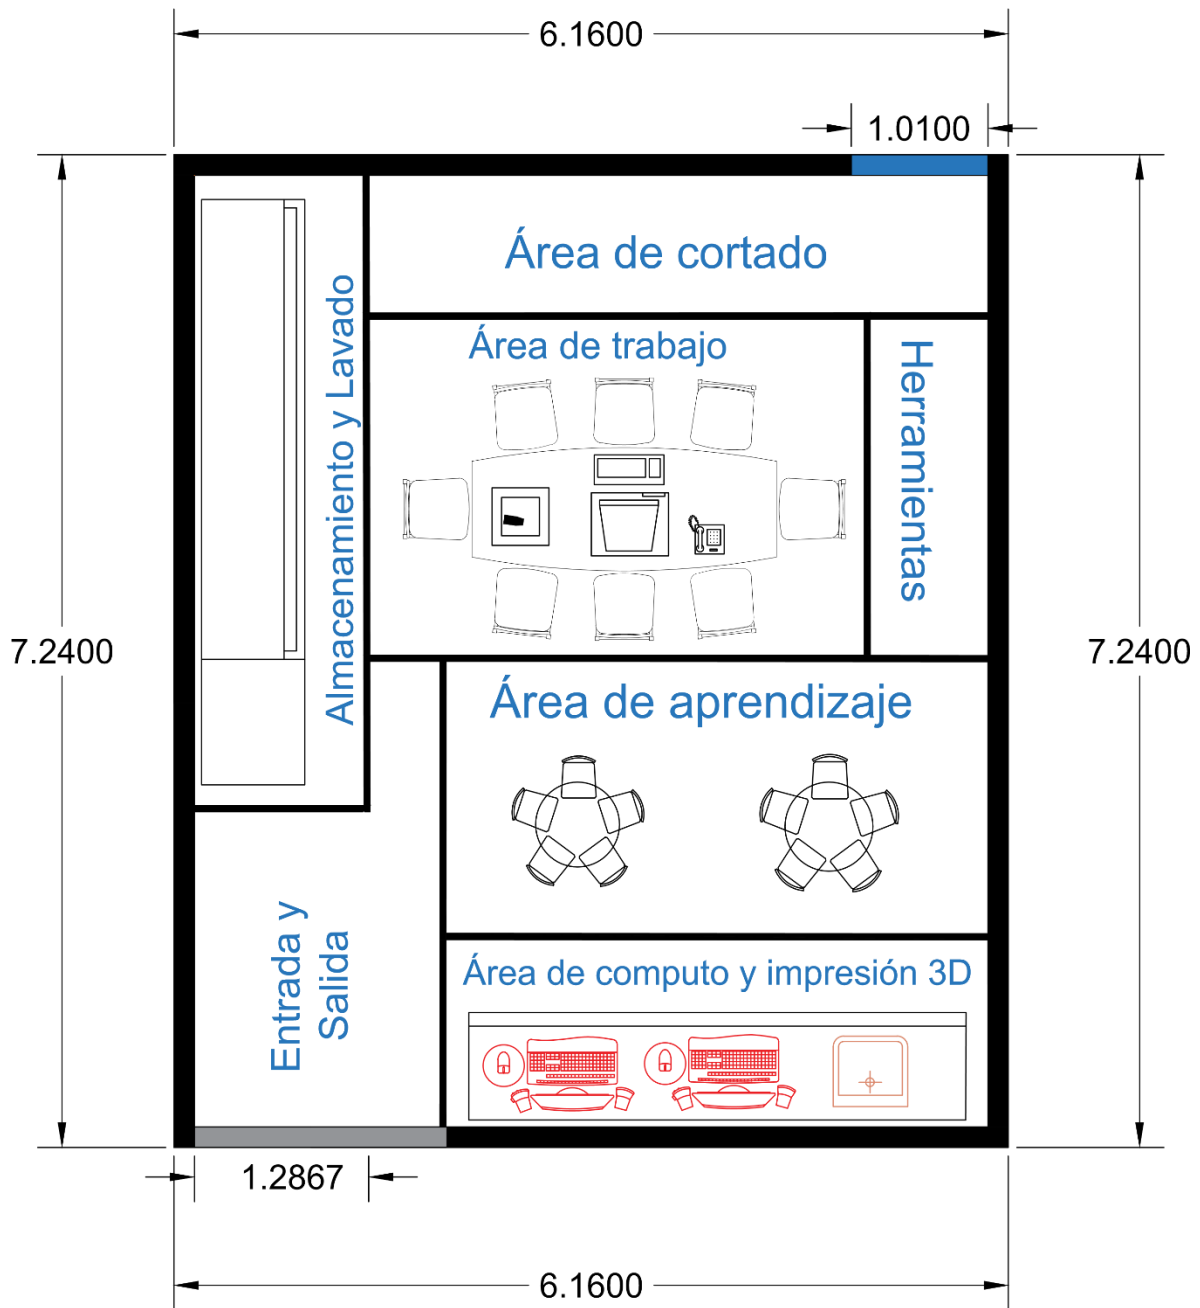 6.1600
1.0100
Área de cortado
Almacenamiento y Lavado
Área de trabajo
Herramientas
7.2400
7.2400
Área de aprendizaje
Entrada y
Salida
Área de computo y impresión 3D
1.2867
6.1600